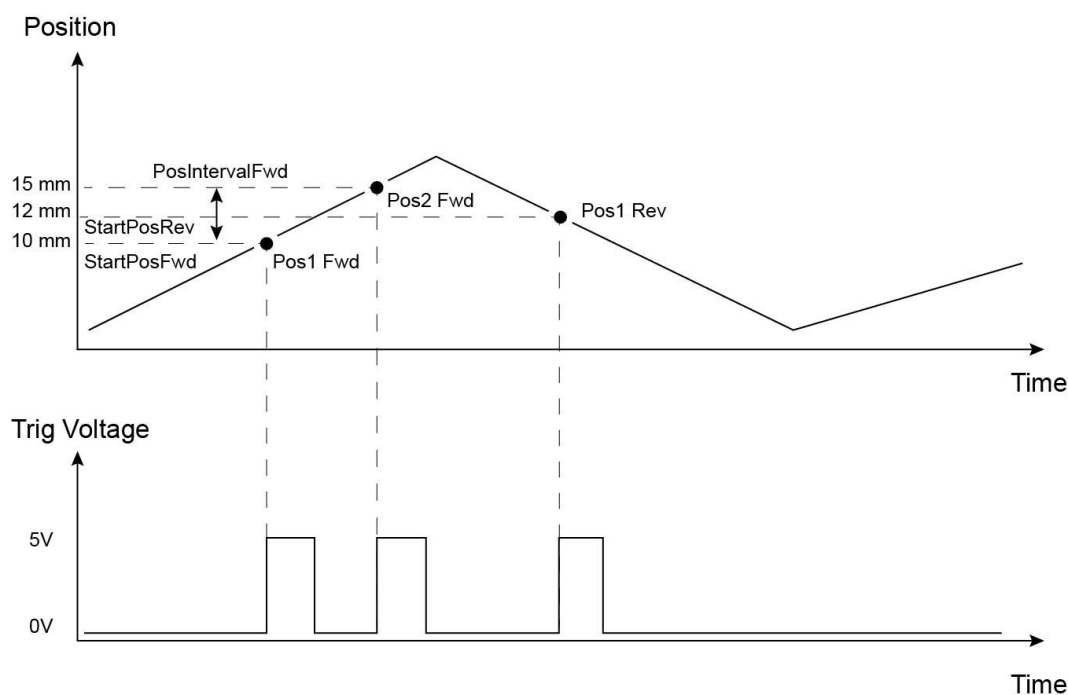 Position
PosIntervalFwd
15 mm
Pos2 Fwd
12 mm
Pos1 Rev
StartPosRev
10 mm
StartPosFwd
Pos1 Fwd
Time
Trig Voltage
5V
0V
Time